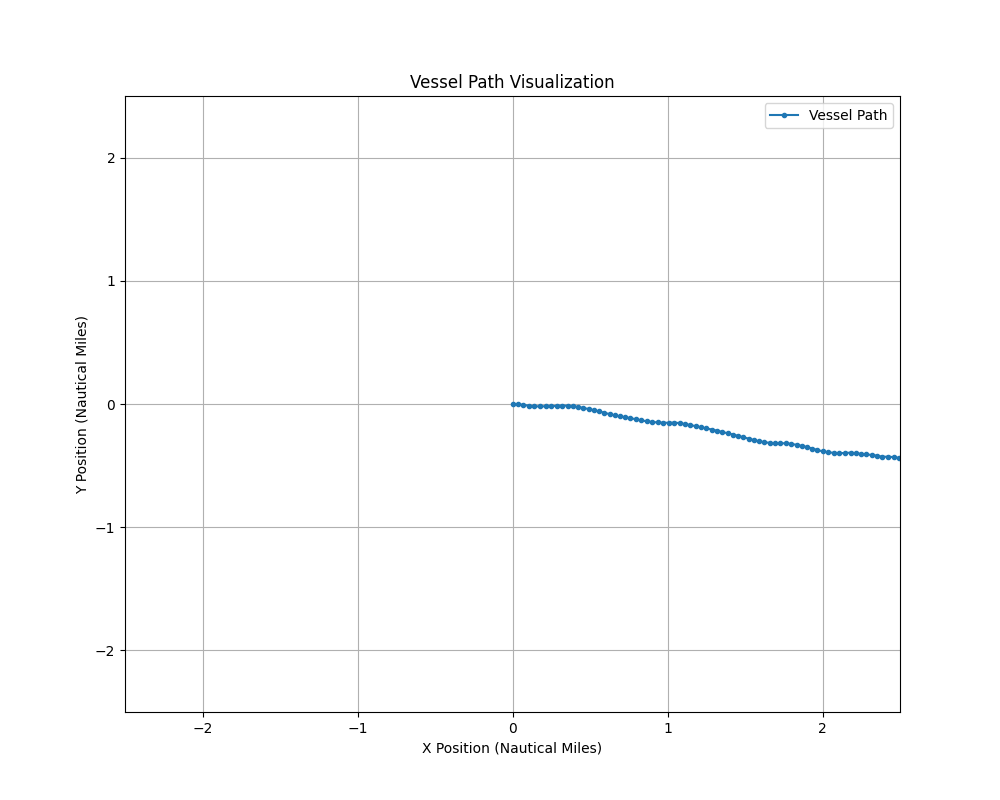 Vessel Path Visualization
Vessel Path
2
1
0
−1
−2
Y Position (Nautical Miles)
−2 −1 0 1 2
X Position (Nautical Miles)